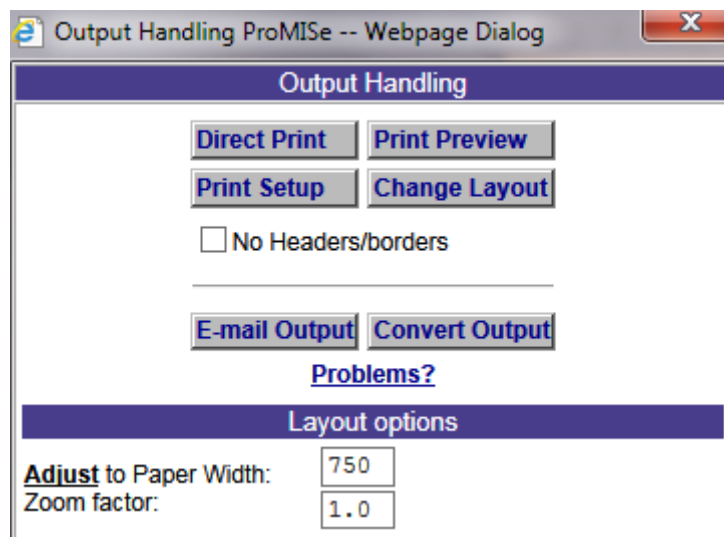 Output Handling ProMISe -- Webpage Dialog
x
Output Handling
Direct Print Print Preview
Print Setup Change Layout
No Headers/borders
E-mail Output Convert Output
Problems?
Layout options
Adjust to Paper Width: 750
Zoom factor: 1.0